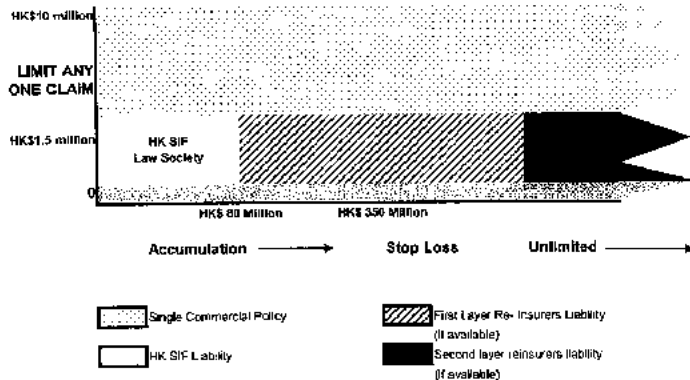 HK$10 million
LIMIT ANY
ONE CLAIM
HK$1.5 million
HK SIF
Law Society
0
HK$ 80 Million
HK$ 350 Million
Accumulation
Stop Loss
Unlimited
Single Commercial Policy
HK SIF Liability
First Layer Re- Insurers Liability
(if available)
Second layer reinsurers liability
(if available)